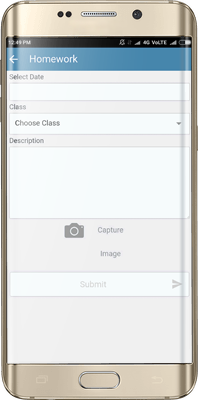 12:49 PM 4G VoLTE
Homework
Select Date
Class
Choose Class
Description
Capture
Image
Submit